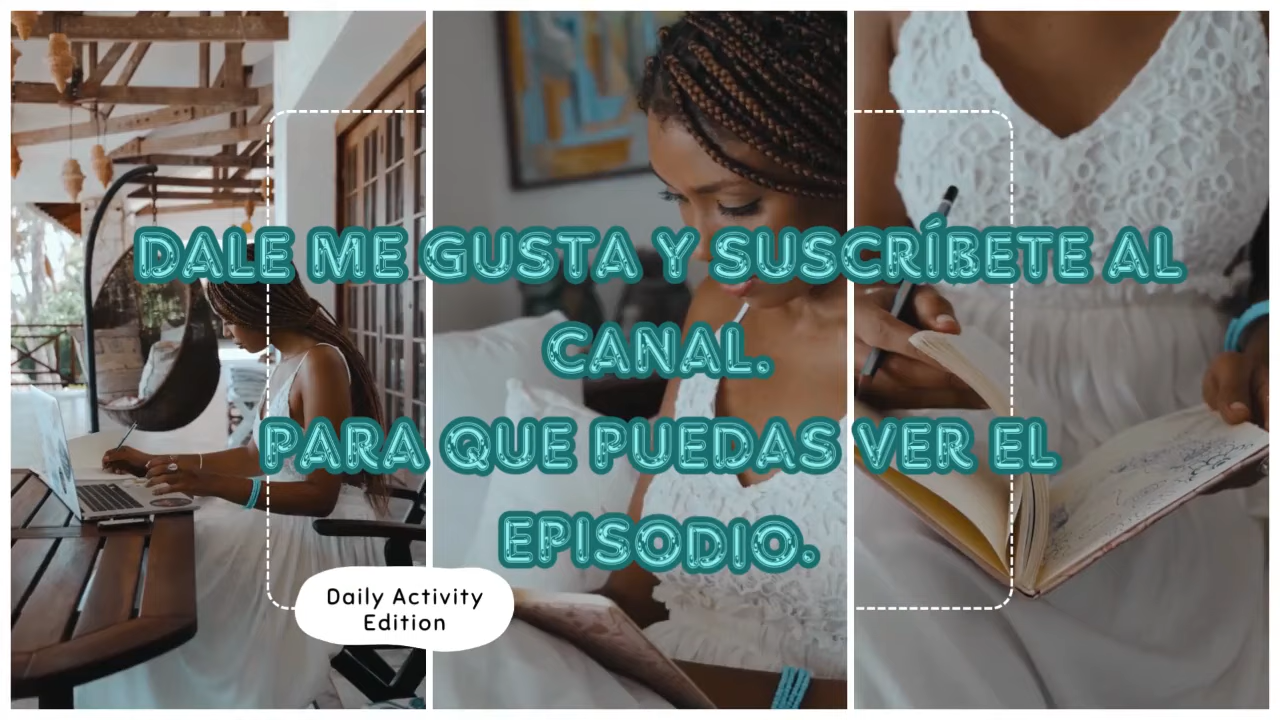 DALE ME GUSTA Y SUSCRÍBETE AL
CANAL.
PARA QUE PUEDAS VER EL
EPISODIO.
Daily Activity
Edition